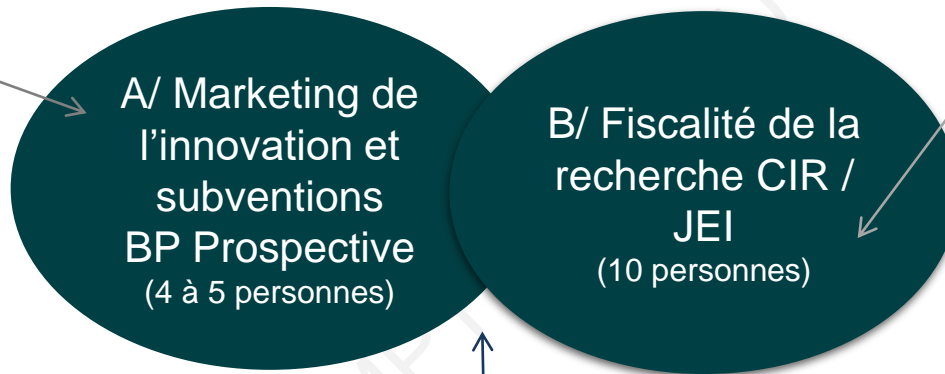 A/ Marketing de
l’innovation et
subventions
BP Prospective
(4 à 5 personnes)
B/ Fiscalité de la
recherche CIR /
JEI
(10 personnes)